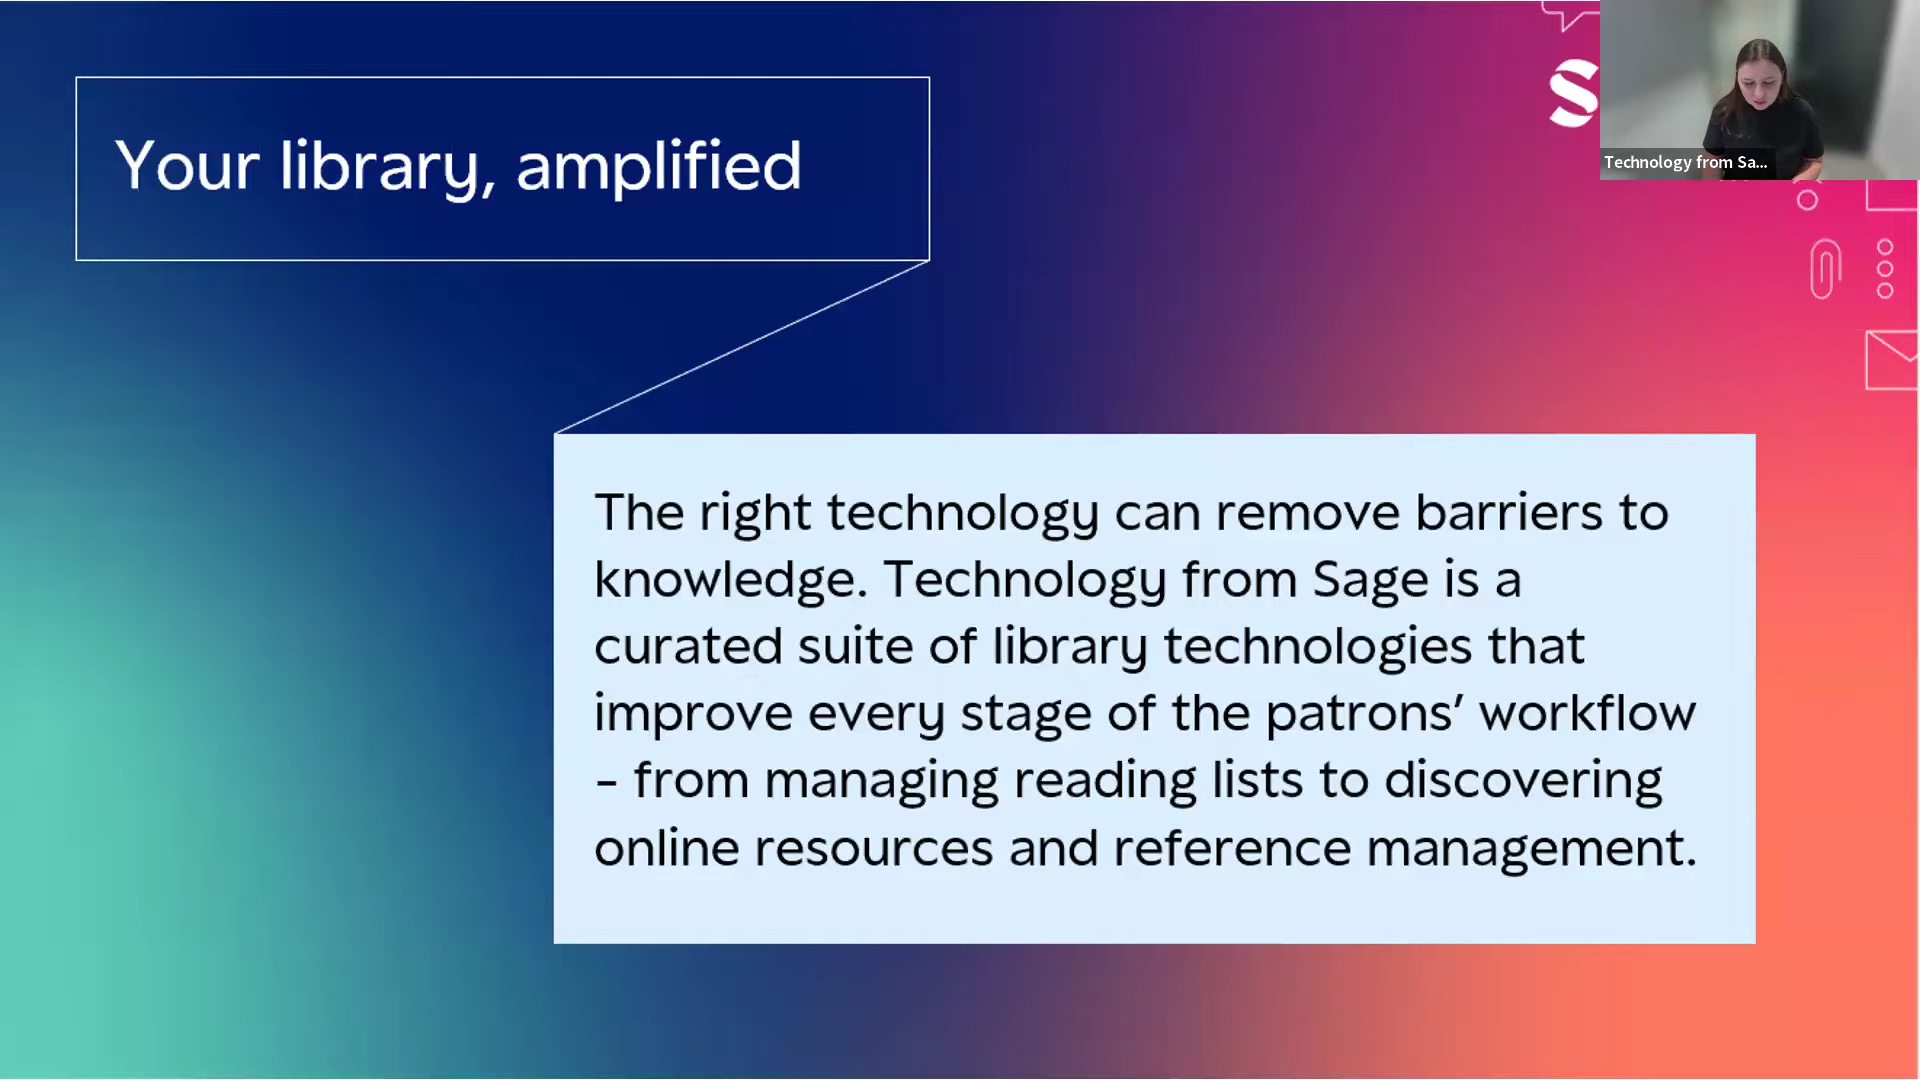 Your library, amplified
S
Technology from Sa...
The right technology can remove barriers to
knowledge. Technology from Sage is a
curated suite of library technologies that
improve every stage of the patrons’ workflow
- from managing reading lists to discovering
online resources and reference management.